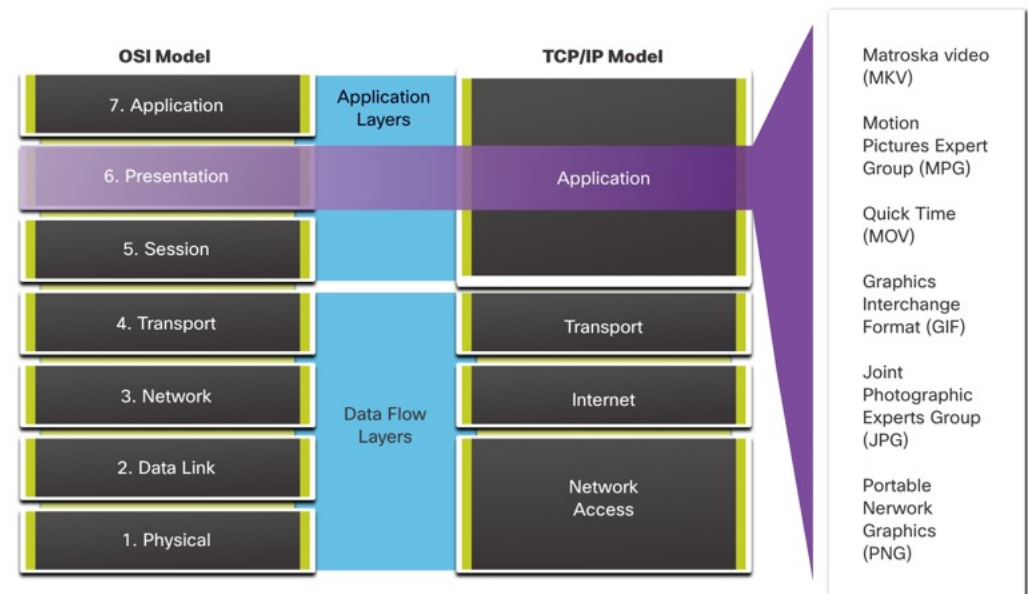 OSI Model
7. Application
6. Presentation
5. Session
4. Transport
3. Network
2. Data Link
1. Physical
Application
Layers
Data Flow
Layers
TCP/IP Model
Application
Transport
Internet
Network
Access
Matroska video
(MKV)
Motion
Pictures Expert
Group (MPG)
Quick Time
(MOV)
Graphics
Interchange
Format (GIF)
Joint
Photographic
Experts Group
(JPG)
Portable
Nerwork
Graphics
(PNG)